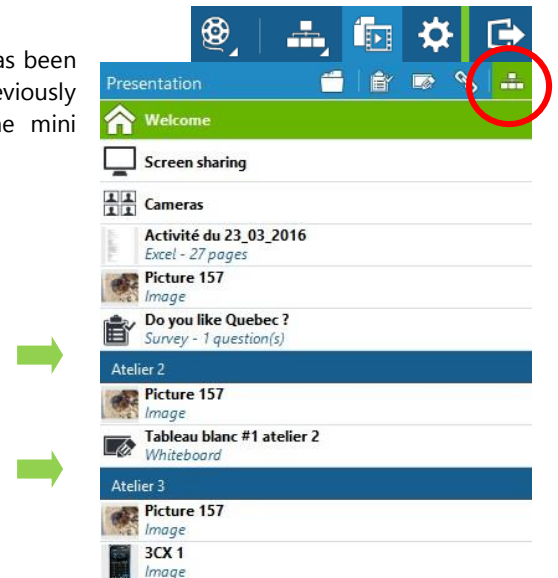 as been
eviously
he mini
Presentation
Welcome
Screen sharing
Cameras
Activité du 23_03_2016
Excel - 27 pages
Picture 157
Image
Do you like Quebec ?
Survey - 1 question(s)
Atelier 2
Picture 157
Image
Tableau blanc #1 atelier 2
Whiteboard
Atelier 3
Picture 157
Image
3CX 1
Image